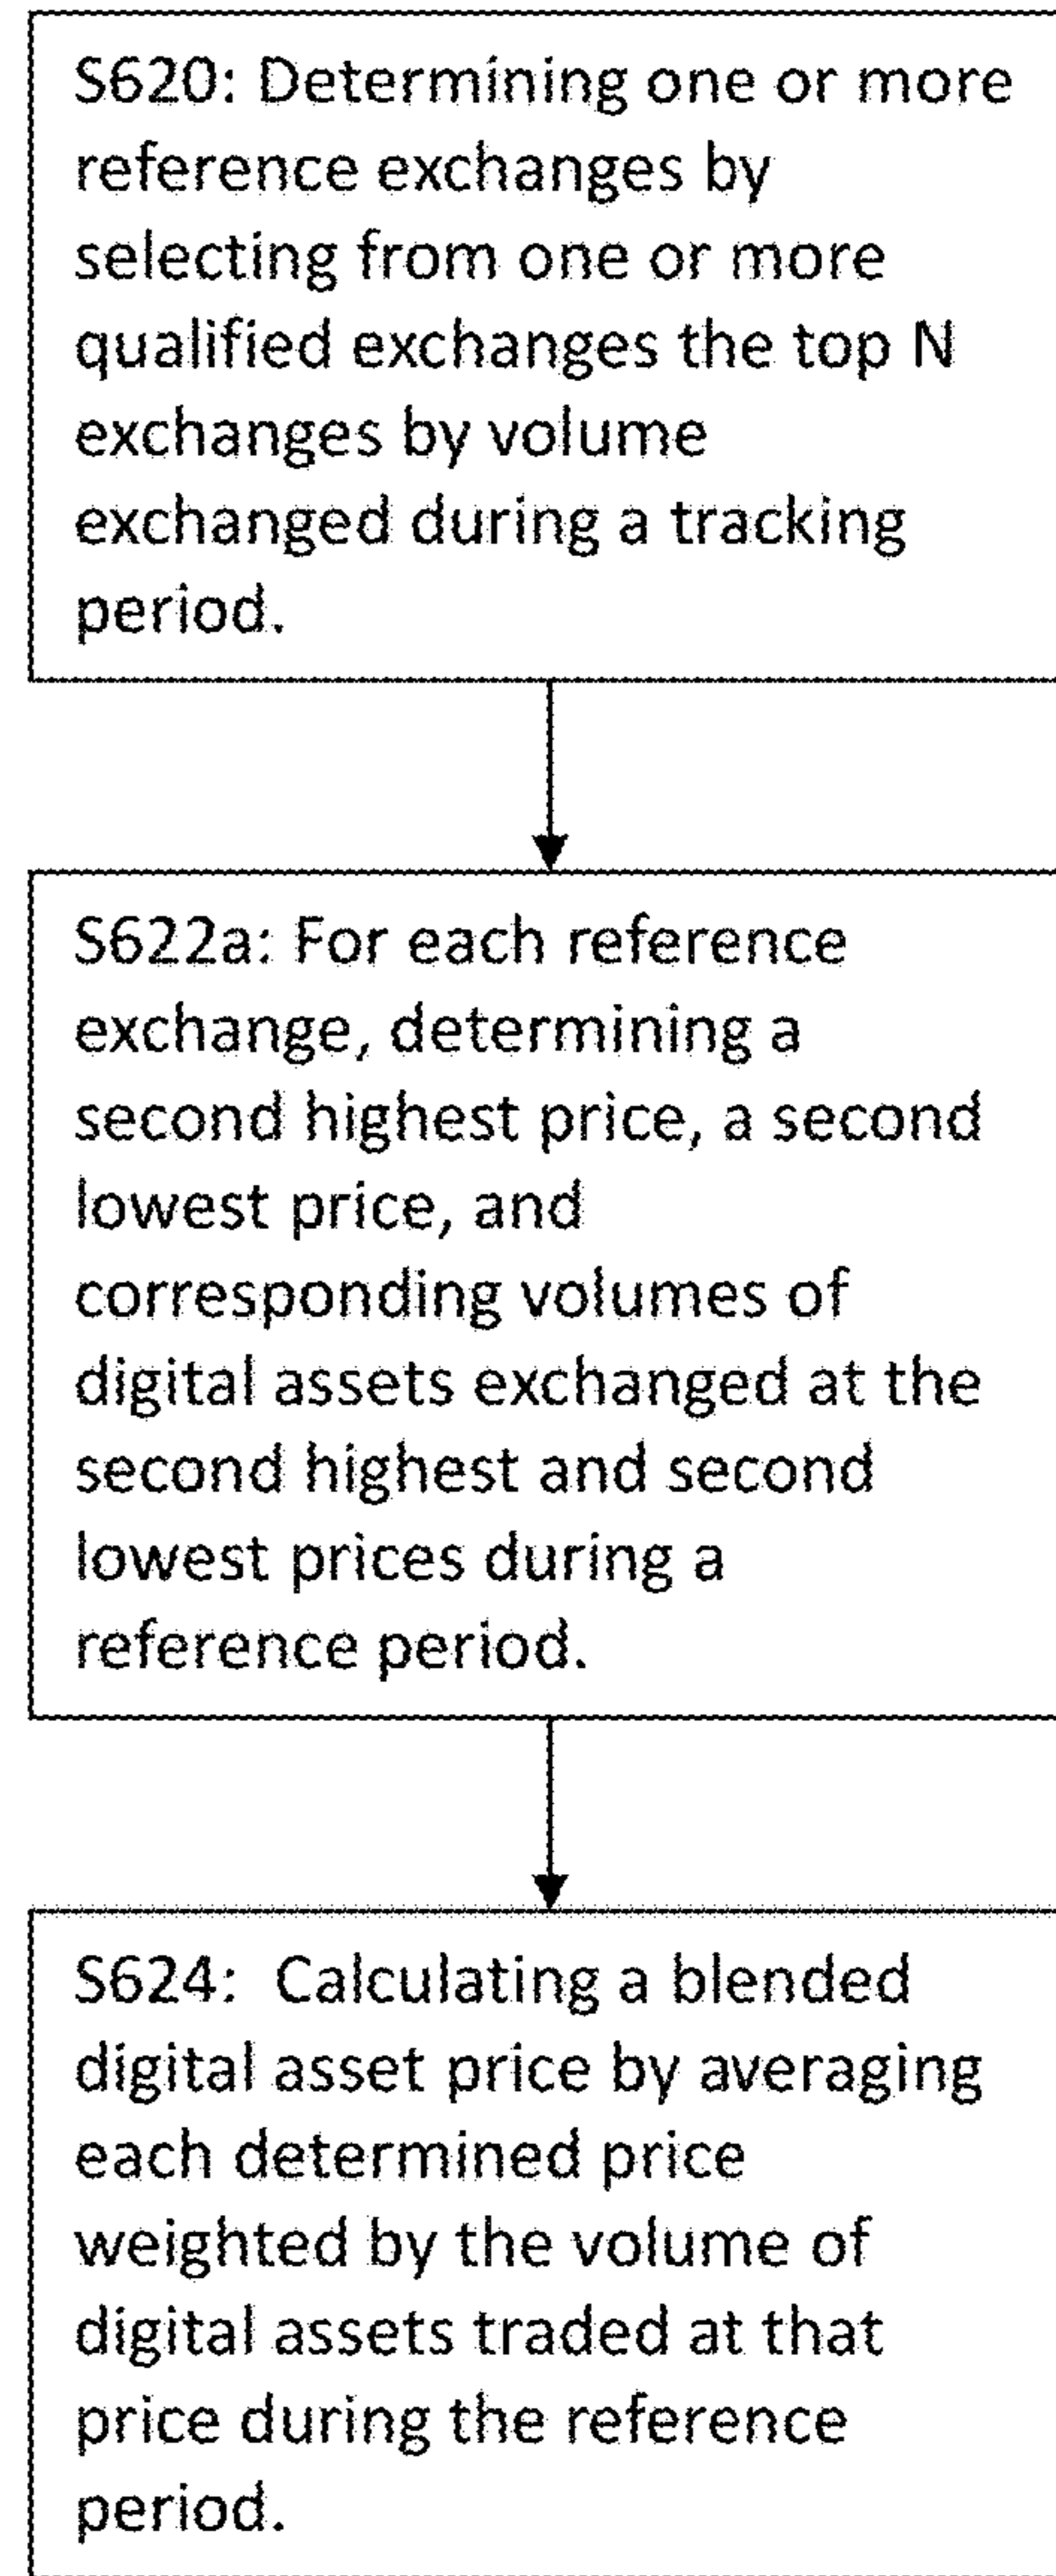 S620: Determining one or more
reference exchanges by
selecting from one or more
qualified exchanges the top N
exchanges by volume
exchanged during a tracking
period.
S622a: For each reference
exchange, determining a
second highest price, a second
lowest price, and
corresponding volumes of
digital assets exchanged at the
second highest and second
lowest prices during a
reference period.
S624:  Calculating a blended
digital asset price by averaging
each determined price
weighted by the volume of
digital assets traded at that
price during the reference
period.